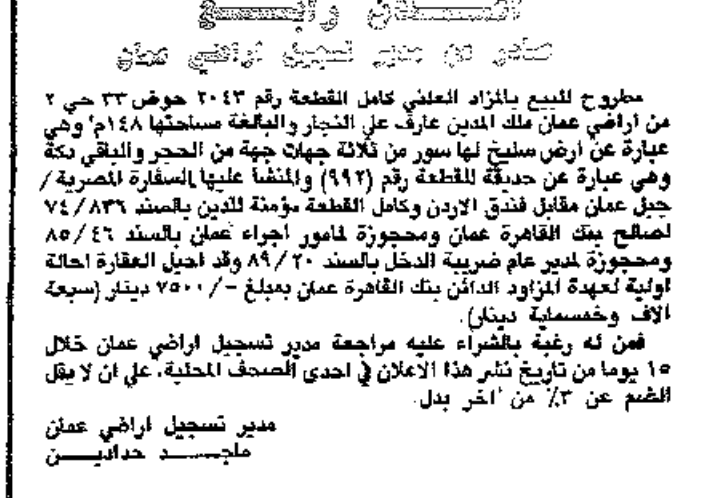 اعلان رابع
صادر عن مدير تسجيل اراضي عمان
مطروح للبيع بالمزاد العلني كامل القطعة رقم ٢٠٤٣ حوض ٣٣ حي ٢
من اراضي عمان ملك المدين عارف علي النجار والبالغة مساحتها ١٤٨م٢ وهي
عبارة عن ارض سليخ لها سور من ثلاثة جهات جهة من الحجر والباقي دكة
وهي عبارة عن حديقة للقطعة رقم (٩٩٢) والمنشأ عليها السفارة المصرية/
جبل عمان مقابل فندق الاردن وكامل القطعة مؤمنة للدين بالسند ٧٤/٨٣٦
لصالح بنك القاهرة عمان ومحجوزة لمامور اجراء عمان بالسند ٨٥/٤٦
ومحجوزة لمدير عام ضريبة الدخل بالسند ٨٩/٢٠ وقد احيل العقارة احالة
اولية لعهدة المزاود الدائن بنك القاهرة عمان بمبلغ -/٧٥٠٠ دينار (سبعة
الاف وخمسماية دينار).
فمن له رغبة بالشراء عليه مراجعة مدير تسجيل اراضي عمان خلال
١٥ يوما من تاريخ نشر هذا الاعلان في احدى الصحف المحلية، على ان لا يقل
الضم عن ٣٪ من اخر بدل.
مدير تسجيل اراضي عمان
ماجــــد حداديــــن